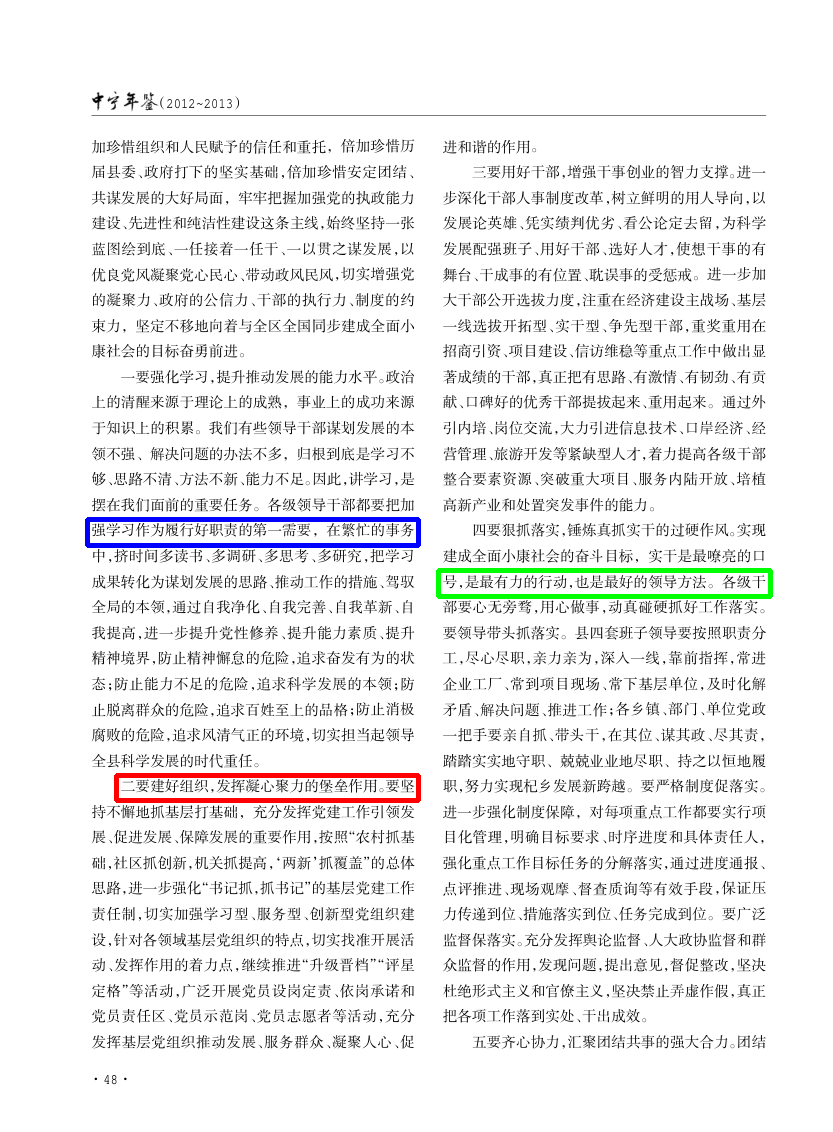 中宁年鉴(2012~2013)
加珍惜组织和人民赋予的信任和重托，倍加珍惜历
届县委、政府打下的坚实基础,倍加珍惜安定团结、
共谋发展的大好局面，牢牢把握加强党的执政能力
建设、先进性和纯洁性建设这条主线,始终坚持一张
蓝图绘到底、一任接着一任干、一以贯之谋发展,以
优良党风凝聚党心民心、带动政风民风,切实增强党
的凝聚力、政府的公信力、干部的执行力、制度的约
束力，坚定不移地向着与全区全国同步建成全面小
康社会的目标奋勇前进。
一要强化学习,提升推动发展的能力水平。政治
上的清醒来源于理论上的成熟，事业上的成功来源
于知识上的积累。我们有些领导干部谋划发展的本
领不强、解决问题的办法不多，归根到底是学习不
够、思路不清、方法不新、能力不足。因此,讲学习,是
摆在我们面前的重要任务。各级领导干部都要把加
强学习作为履行好职责的第一需要，在繁忙的事务
中,挤时间多读书、多调研、多思考、多研究,把学习
成果转化为谋划发展的思路、推动工作的措施、驾驭
全局的本领,通过自我净化、自我完善、自我革新、自
我提高,进一步提升党性修养、提升能力素质、提升
精神境界,防止精神懈怠的危险,追求奋发有为的状
态;防止能力不足的危险,追求科学发展的本领;防
止脱离群众的危险,追求百姓至上的品格;防止消极
腐败的危险,追求风清气正的环境,切实担当起领导
全县科学发展的时代重任。
二要建好组织,发挥凝心聚力的堡垒作用。要坚
持不懈地抓基层打基础，充分发挥党建工作引领发
展、促进发展、保障发展的重要作用,按照“农村抓基
础,社区抓创新,机关抓提高,‘两新’抓覆盖”的总体
思路,进一步强化“书记抓,抓书记”的基层党建工作
责任制,切实加强学习型、服务型、创新型党组织建
设,针对各领域基层党组织的特点,切实找准开展活
动、发挥作用的着力点,继续推进“升级晋档”“评星
定格”等活动,广泛开展党员设岗定责、依岗承诺和
党员责任区、党员示范岗、党员志愿者等活动,充分
发挥基层党组织推动发展、服务群众、凝聚人心、促
进和谐的作用。
三要用好干部,增强干事创业的智力支撑。进一
步深化干部人事制度改革,树立鲜明的用人导向,以
发展论英雄、凭实绩判优劣、看公论定去留,为科学
发展配强班子、用好干部、选好人才,使想干事的有
舞台、干成事的有位置、耽误事的受惩戒。进一步加
大干部公开选拔力度,注重在经济建设主战场、基层
一线选拔开拓型、实干型、争先型干部,重奖重用在
招商引资、项目建设、信访维稳等重点工作中做出显
著成绩的干部,真正把有思路、有激情、有韧劲、有贡
献、口碑好的优秀干部提拔起来、重用起来。通过外
引内培、岗位交流,大力引进信息技术、口岸经济、经
营管理、旅游开发等紧缺型人才,着力提高各级干部
整合要素资源、突破重大项目、服务内陆开放、培植
高新产业和处置突发事件的能力。
四要狠抓落实,锤炼真抓实干的过硬作风。实现
建成全面小康社会的奋斗目标，实干是最嘹亮的口
号,是最有力的行动,也是最好的领导方法。各级干
部要心无旁骛,用心做事,动真碰硬抓好工作落实。
要领导带头抓落实。县四套班子领导要按照职责分
工,尽心尽职,亲力亲为,深入一线,靠前指挥,常进
企业工厂、常到项目现场、常下基层单位,及时化解
矛盾、解决问题、推进工作;各乡镇、部门、单位党政
一把手要亲自抓、带头干,在其位、谋其政、尽其责,
踏踏实实地守职、兢兢业业地尽职、持之以恒地履
职,努力实现杞乡发展新跨越。要严格制度促落实。
进一步强化制度保障，对每项重点工作都要实行项
目化管理,明确目标要求、时序进度和具体责任人,
强化重点工作目标任务的分解落实,通过进度通报、
点评推进、现场观摩、督查质询等有效手段,保证压
力传递到位、措施落实到位、任务完成到位。要广泛
监督保落实。充分发挥舆论监督、人大政协监督和群
众监督的作用,发现问题,提出意见,督促整改,坚决
杜绝形式主义和官僚主义,坚决禁止弄虚作假,真正
把各项工作落到实处、干出成效。
五要齐心协力,汇聚团结共事的强大合力。团结
·48·